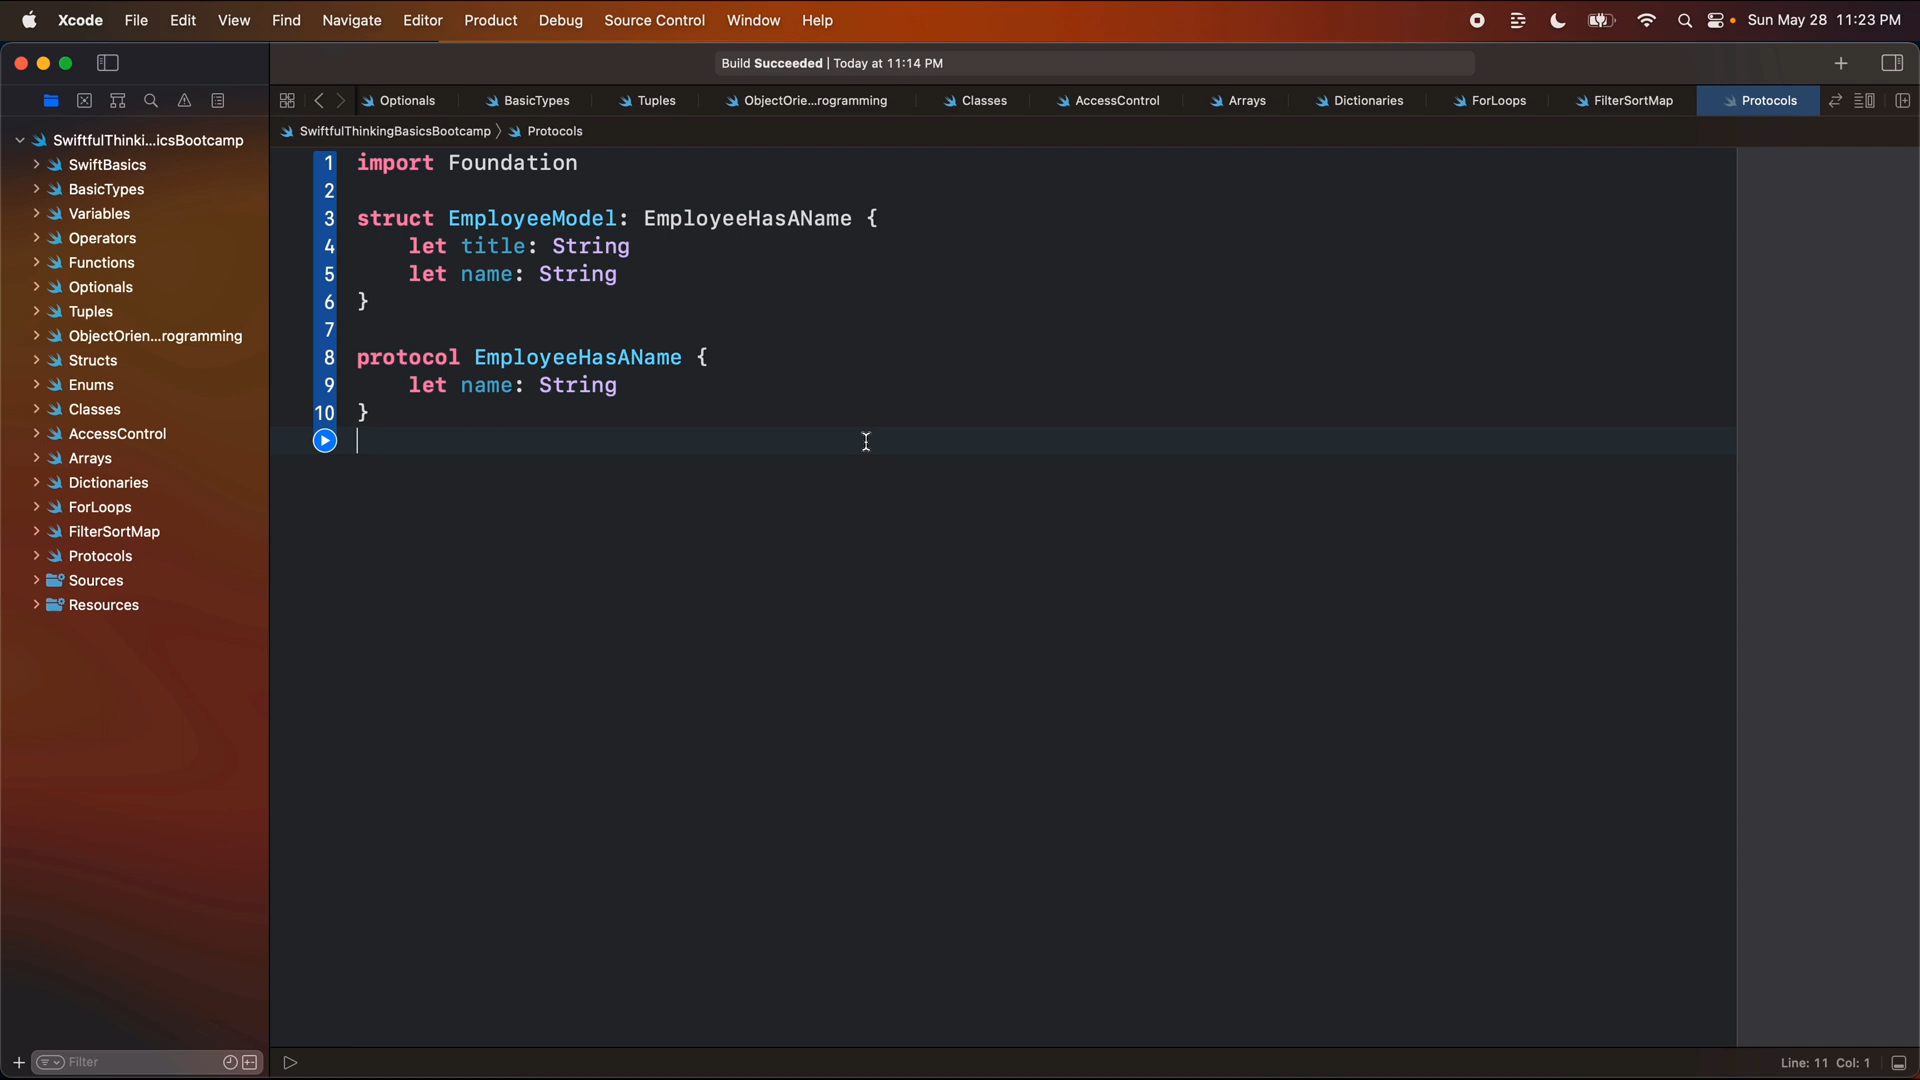 Xcode File Edit View Find Navigate Editor Product Debug Source Control Window Help Sun May 28 11:23 PM
Build Succeeded | Today at 11:14 PM
Optionals BasicTypes Tuples ObjectOrie...rogramming Classes AccessControl Arrays Dictionaries ForLoops FilterSortMap Protocols
SwiftfulThinkingBasicsBootcamp 〉 Protocols
SwiftfulThinki...icsBootcamp
SwiftBasics
BasicTypes
Variables
Operators
Functions
Optionals
Tuples
ObjectOrien...rogramming
Structs
Enums
Classes
AccessControl
Arrays
Dictionaries
ForLoops
FilterSortMap
Protocols
Sources
Resources
1 import Foundation
2
3 struct EmployeeModel: EmployeeHasAName {
4 let title: String
5 let name: String
6 }
7
8 protocol EmployeeHasAName {
9 let name: String
10 }
Filter
Line: 11 Col: 1